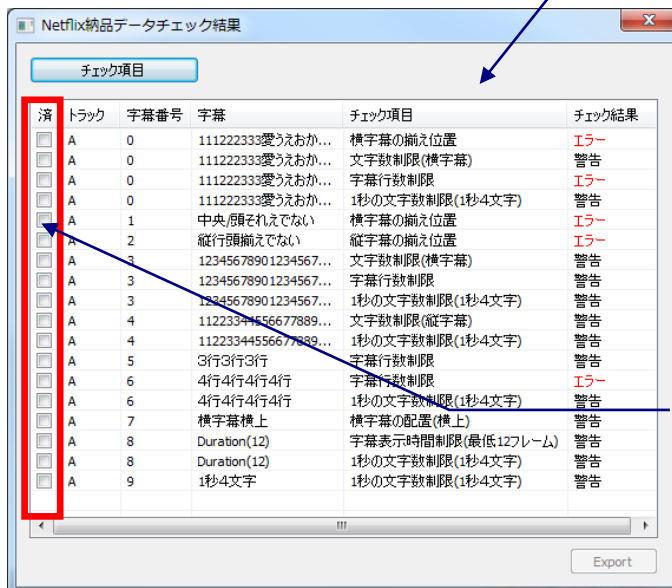 Netflix納品データチェック結果
チェック項目
済 トラック 字幕番号 字幕 チェック項目 チェック結果
A 0 111222333愛うえおか... 横字幕の揃え位置 エラー
A 0 111222333愛うえおか... 文字数制限(横字幕) 警告
A 0 111222333愛うえおか... 字幕行数制限 エラー
A 0 111222333愛うえおか... 1秒の文字数制限(1秒4文字) 警告
A 1 中央/頭それえでない 横字幕の揃え位置 エラー
A 2 縦行頭揃えでない 縦字幕の揃え位置 エラー
A 3 12345678901234567... 文字数制限(横字幕) 警告
A 3 12345678901234567... 字幕行数制限 警告
A 3 12345678901234567... 1秒の文字数制限(1秒4文字) 警告
A 4 11223344556677889... 文字数制限(縦字幕) 警告
A 4 11223344556677889... 1秒の文字数制限(1秒4文字) 警告
A 5 3行3行3行 字幕行数制限 警告
A 6 4行4行4行4行 字幕行数制限 エラー
A 6 4行4行4行4行 1秒の文字数制限(1秒4文字) 警告
A 7 横字幕横上 横字幕の配置(横上) 警告
A 8 Duration(12) 字幕表示時間制限(最低12フレーム) 警告
A 8 Duration(12) 1秒の文字数制限(1秒4文字) 警告
A 9 1秒4文字 1秒の文字数制限(1秒4文字) 警告
Export